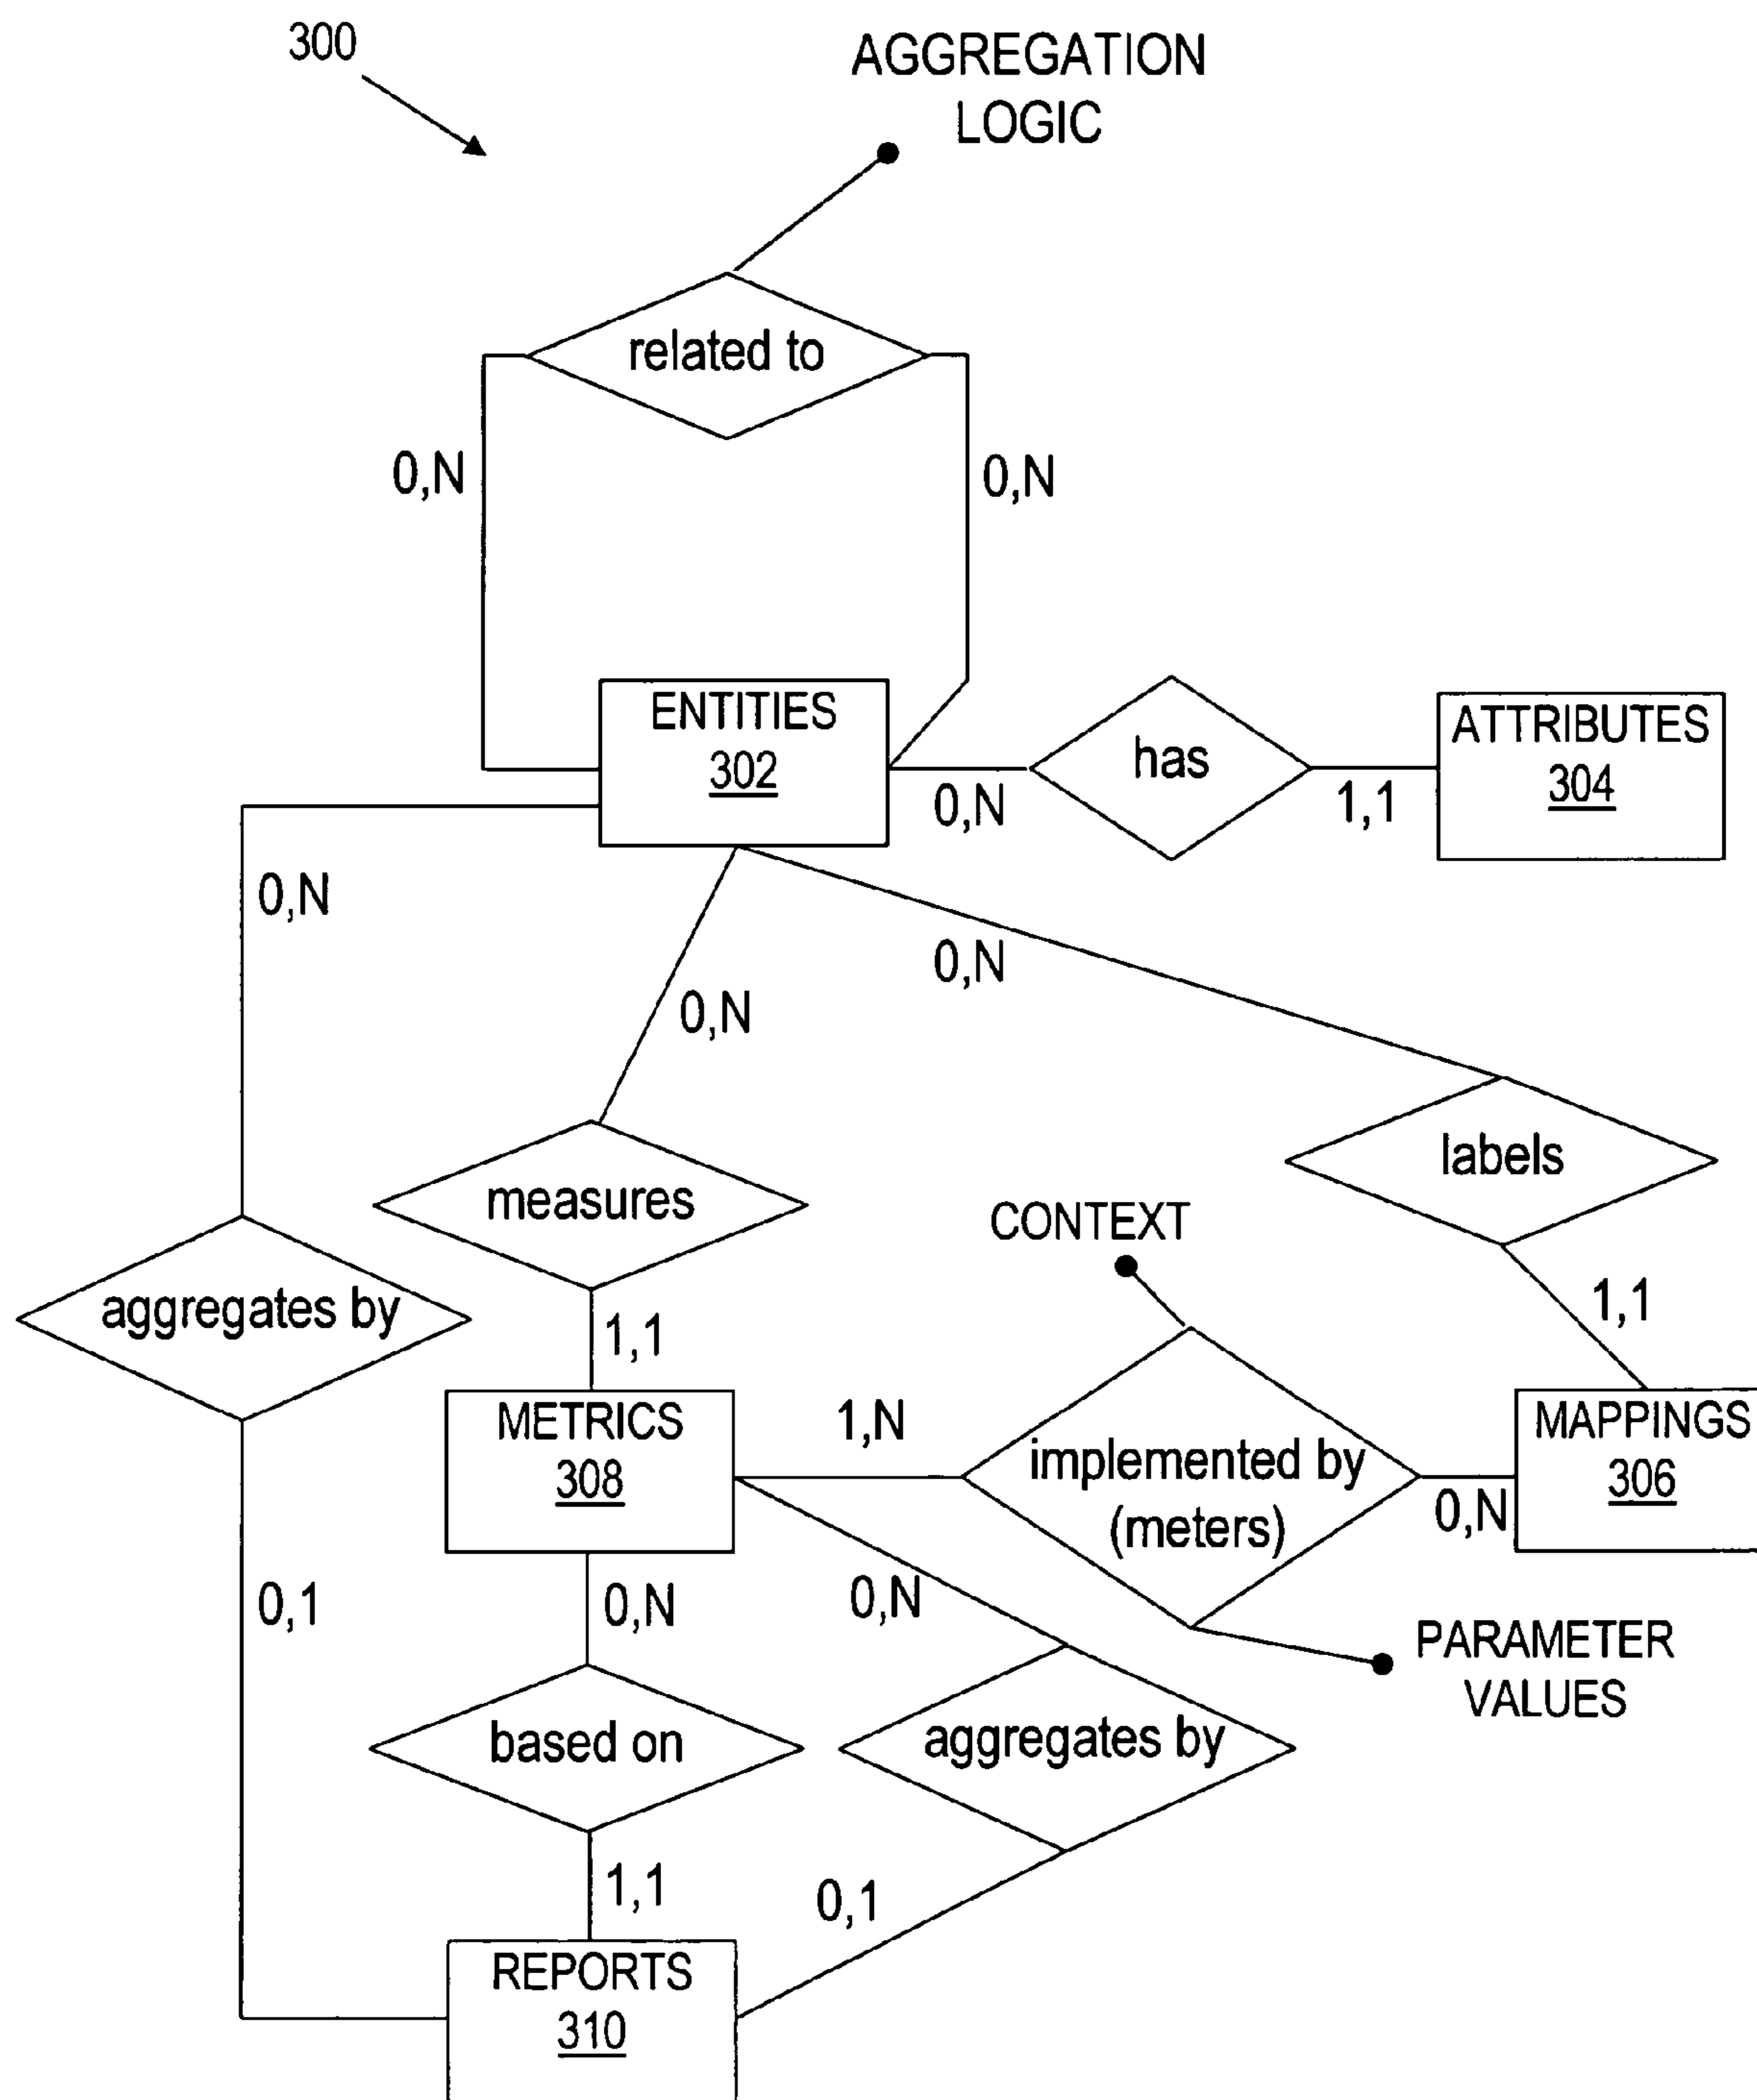 300
AGGREGATION
LOGIC
related to
0,N
0,N
ENTITIES
302
has
ATTRIBUTES
304
0,N
1,1
0,N
0,N
0,N
labels
measures
CONTEXT
aggregates by
1,1
1,1
METRICS
308
1,N
implemented by
(meters)
MAPPINGS
306
0,N
0,1
0,N
0,N
PARAMETER
VALUES
based on
aggregates by
1,1
0,1
REPORTS
310